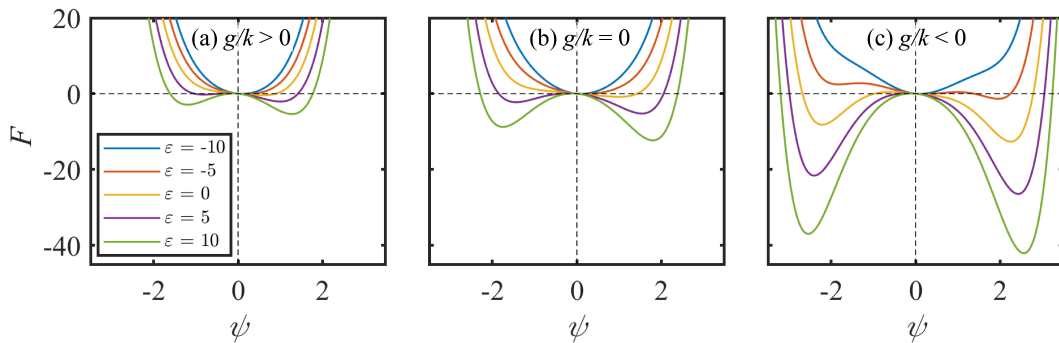 20
(a) g/k > 0
(b) g/k = 0
(c) g/k < 0
0
F
ε = -10
ε = -5
ε = 0
ε = 5
ε = 10
-20
-40
-2 0 2
-2 0 2
-2 0 2
ψ
ψ
ψ